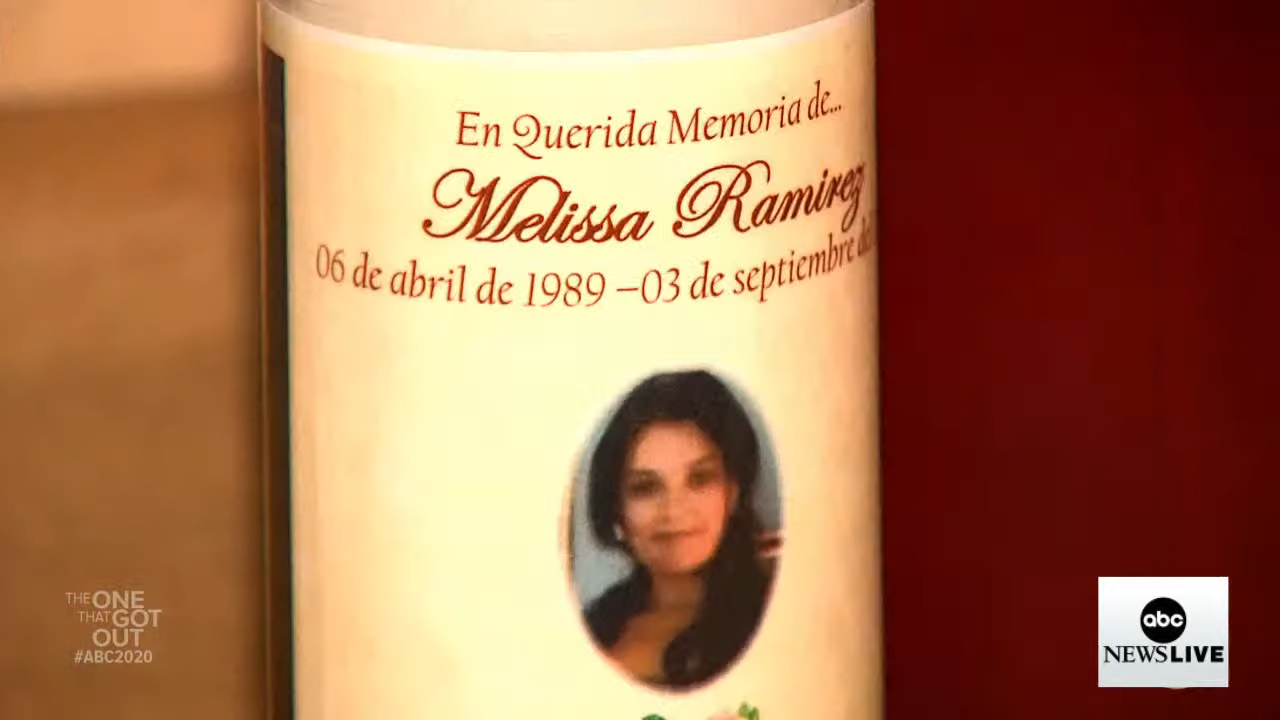 En Querida Memoria de...
Melissa Ramirez
06 de abril de 1989 –03 de septiembre
THE ONE
THAT GOT
OUT
#ABC2020
abc
NEWS LIVE